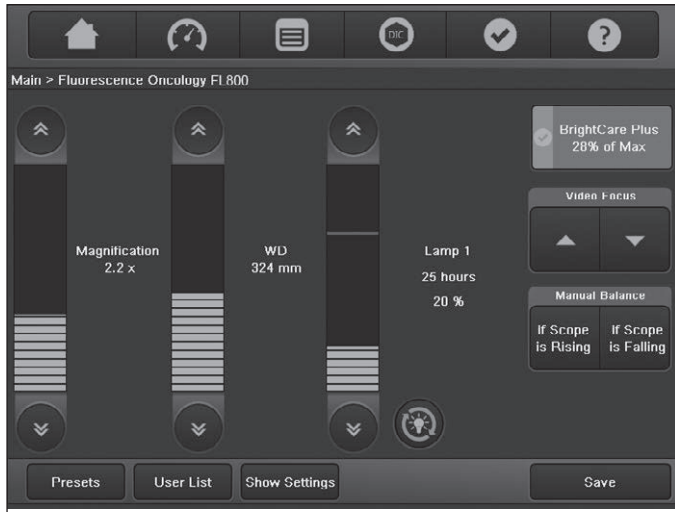 DIC
?
Main > Fluorescence Oncology FL800
BrightCare Plus
28% of Max
Video Focus
Magnification
2.2 x
WD
324 mm
Lamp 1
25 hours
20 %
Manual Balance
If Scope
is Rising
If Scope
is Falling
Presets
User List
Show Settings
Save